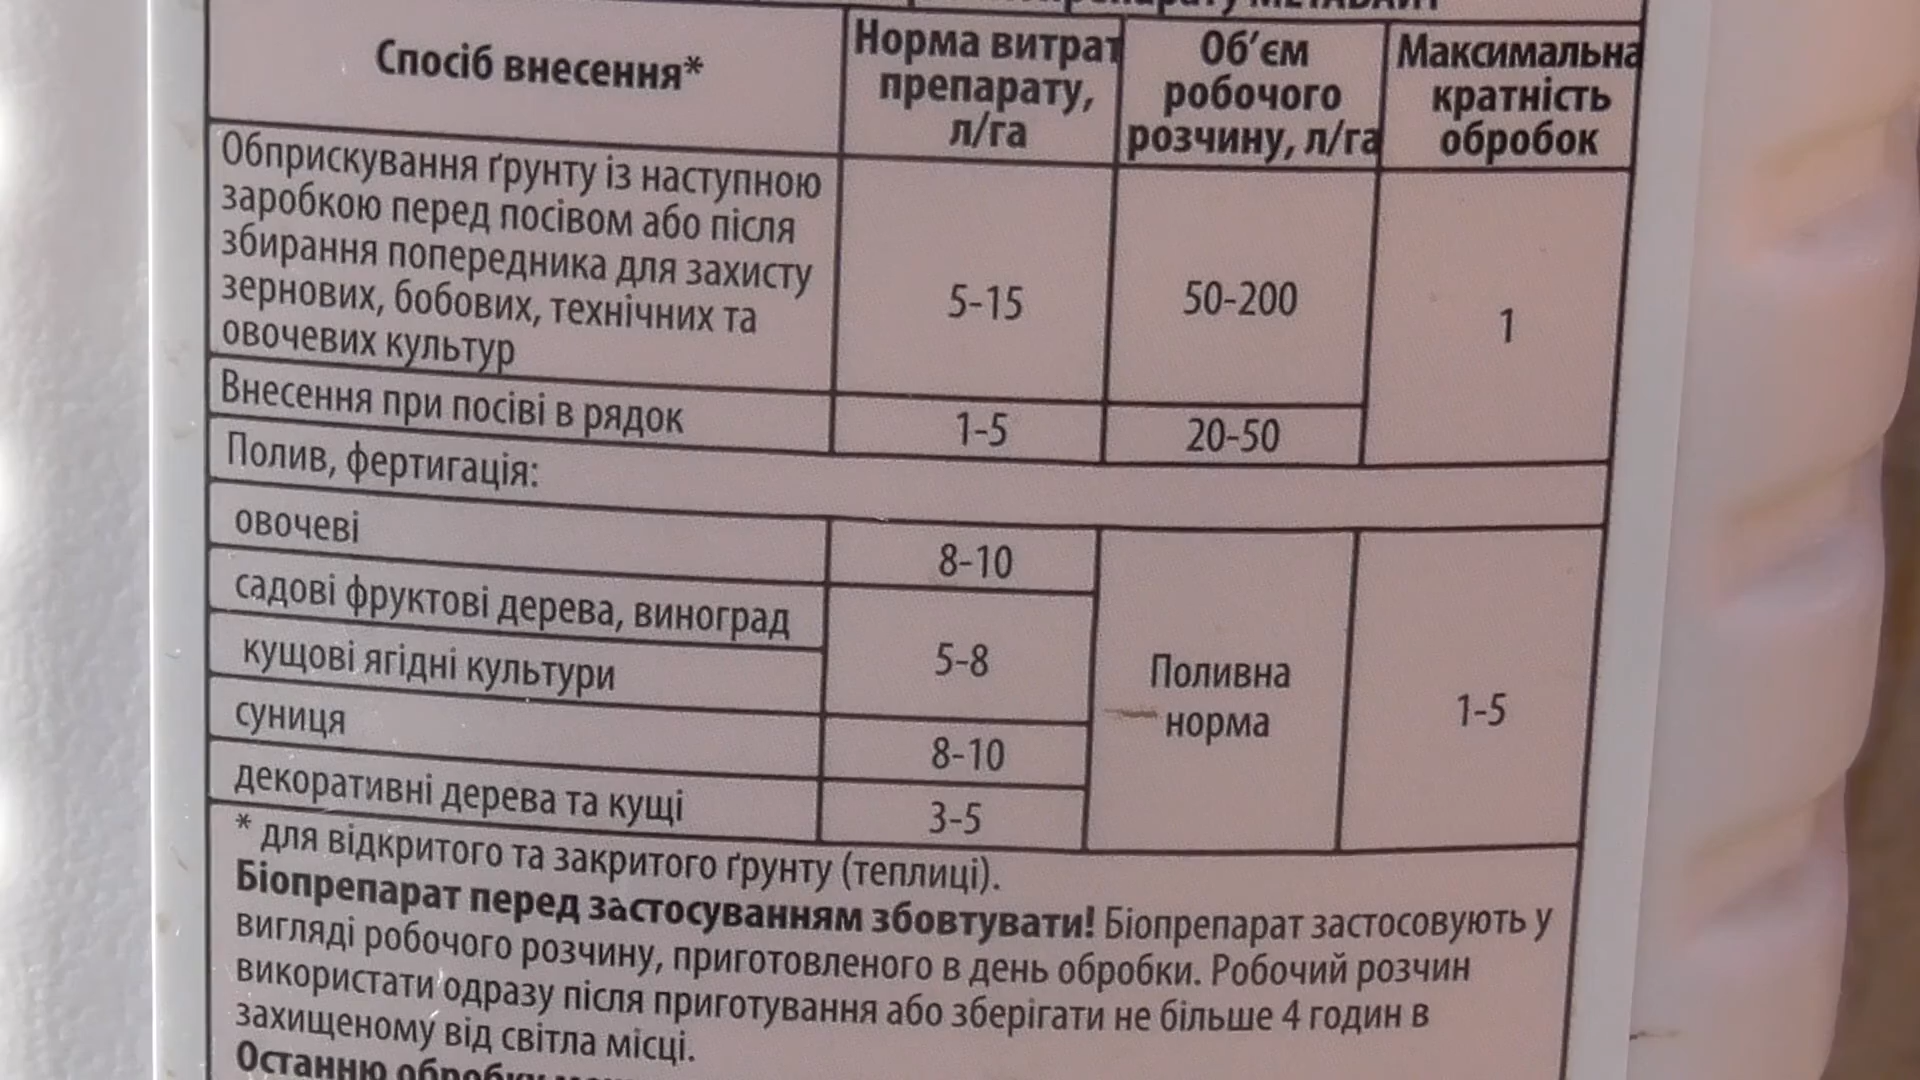 МЕТАВАЙТ
Спосіб внесення*
Норма витрат
препарату,
л/га
Об’єм
робочого
розчину, л/га
Максимальна
кратність
обробок
Обприскування ґрунту із наступною
заробкою перед посівом або після
збирання попередника для захисту
зернових, бобових, технічних та
овочевих культур
5-15
50-200
1
Внесення при посіві в рядок
1-5
20-50
Полив, фертигація:
овочеві
8-10
садові фруктові дерева, виноград
кущові ягідні культури
5-8
Поливна
норма
1-5
суниця
8-10
декоративні дерева та кущі
3-5
* для відкритого та закритого ґрунту (теплиці).
Біопрепарат перед застосуванням збовтувати! Біопрепарат застосовують у
вигляді робочого розчину, приготовленого в день обробки. Робочий розчин
використати одразу після приготування або зберігати не більше 4 годин в
захищеному від світла місці.
Останню обробку